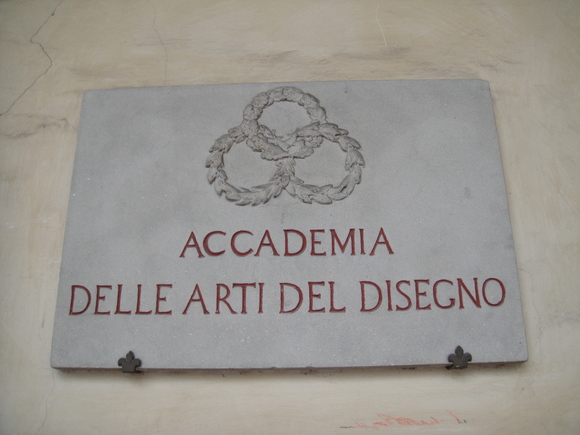 ACCADEMIA
DELLE ARTI DEL DISEGNO